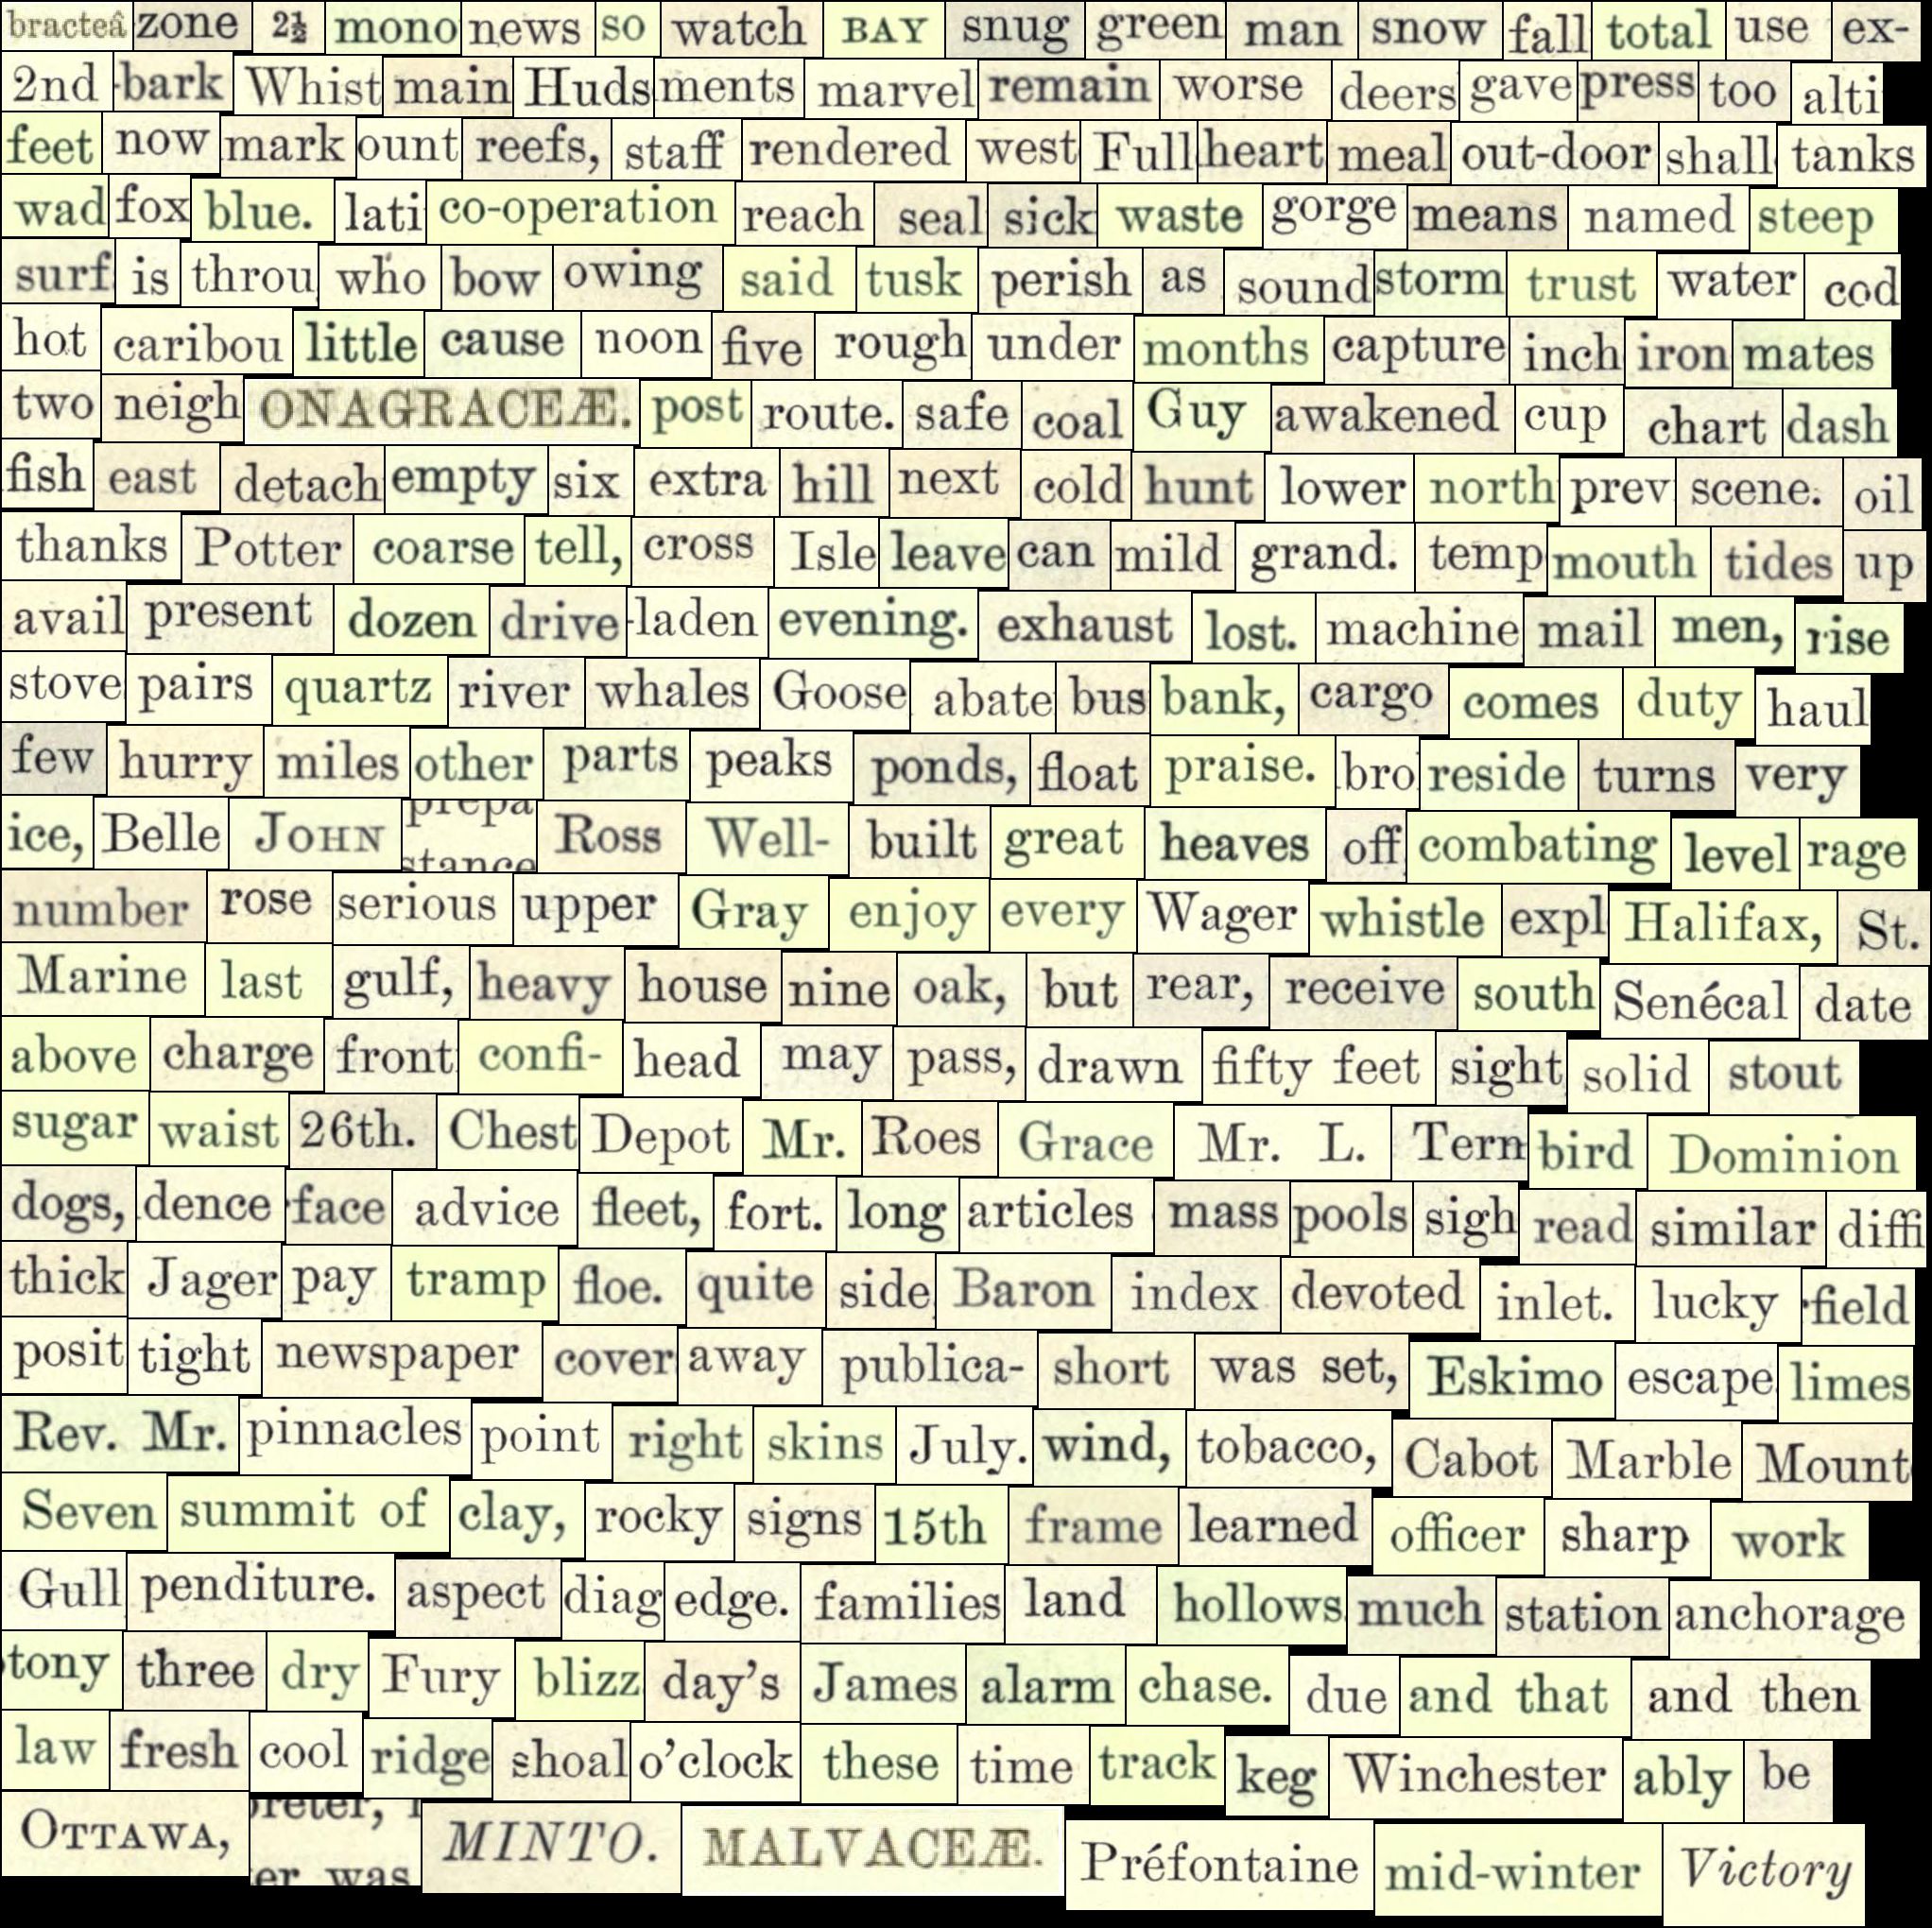 bracteâ zone 2½ mono news so watch BAY snug green man snow fall total use ex-
2nd bark Whist main Huds ments marvel remain worse deers gave press too alti
feet now mark ount reefs, staff rendered west Full heart meal out-door shall tanks
wad fox blue. lati co-operation reach seal sick waste gorge means named steep
surf is throu who bow owing said tusk perish as sound storm trust water cod
hot caribou little cause noon five rough under months capture inch iron mates
two neigh ONAGRACEÆ. post route. safe coal Guy awakened cup chart dash
fish east detach empty six extra hill next cold hunt lower north prev scene. oil
thanks Potter coarse tell, cross Isle leave can mild grand. temp mouth tides up
avail present dozen drive -laden evening. exhaust lost. machine mail men, rise
stove pairs quartz river whales Goose abate bus bank, cargo comes duty haul
few hurry miles other parts peaks ponds, float praise. bro reside turns very
ice, Belle JOHN prepa stance Ross Well- built great heaves off combating level rage
number rose serious upper Gray enjoy every Wager whistle expl Halifax, St.
Marine last gulf, heavy house nine oak, but rear, receive south Senécal date
above charge front confi- head may pass, drawn fifty feet sight solid stout
sugar waist 26th. Chest Depot Mr. Roes Grace Mr. L. Tern bird Dominion
dogs, dence face advice fleet, fort. long articles mass pools sigh read similar diffi
thick Jager pay tramp floe. quite side Baron index devoted inlet. lucky field
posit tight newspaper cover away publica- short was set, Eskimo escape limes
Rev. Mr. pinnacles point right skins July. wind, tobacco, Cabot Marble Mount
Seven summit of clay, rocky signs 15th frame learned officer sharp work
Gull penditure. aspect diag edge. families land hollows much station anchorage
tony three dry Fury blizz day's James alarm chase. due and that and then
law fresh cool ridge shoal o'clock these time track keg Winchester ably be
OTTAWA, er was MINTO. MALVACEÆ. Préfontaine mid-winter Victory